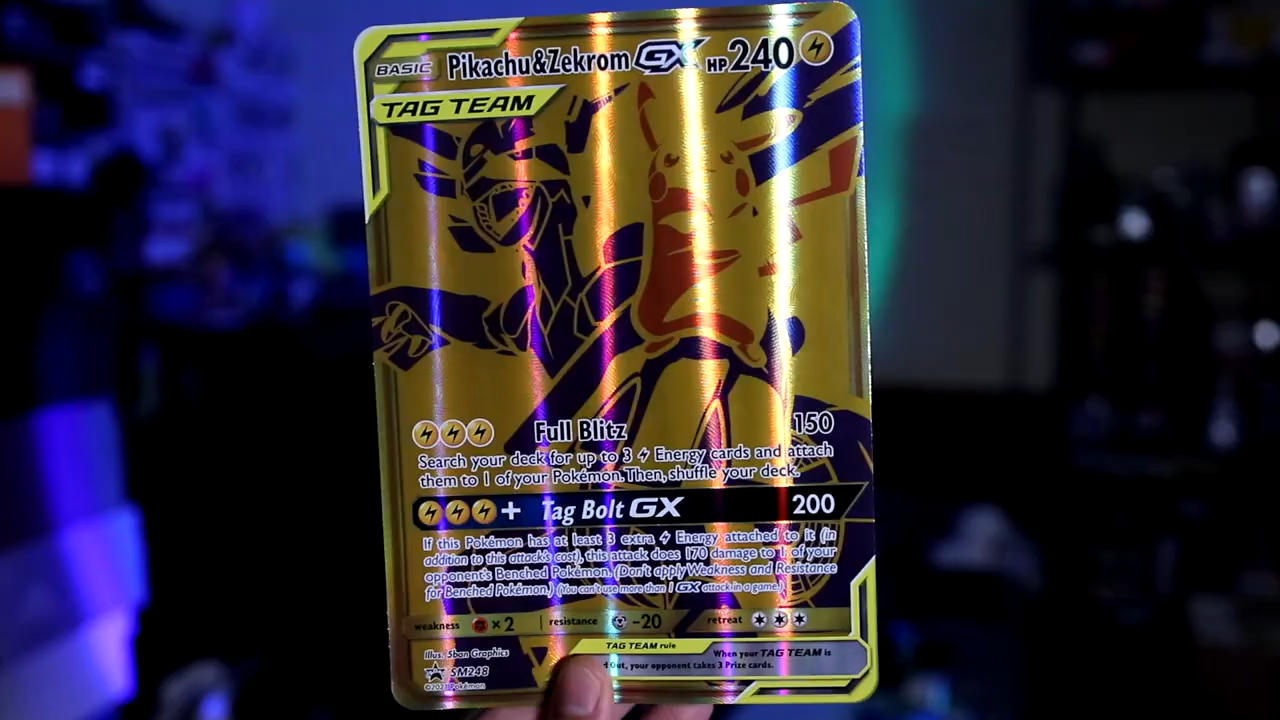 BASIC Pikachu&Zekrom GX HP 240
TAG TEAM
Full Blitz 150
Search your deck for up to 3 Energy cards and attach
them to 1 of your Pokémon. Then, shuffle your deck.
+ Tag Bolt GX 200
If this Pokémon has at least 3 extra Energy attached to it (in
addition to this attack's cost), this attack does 170 damage to 1 of your
opponent's Benched Pokémon. (Don't apply Weakness and Resistance
for Benched Pokémon.) (You can't use more than 1 GX attack in a game.)
weakness ×2 resistance -20 retreat
TAG TEAM rule When your TAG TEAM is
Out, your opponent takes 3 Prize cards.
Illus. 5ban Graphics
SM248
©2021 Pokémon